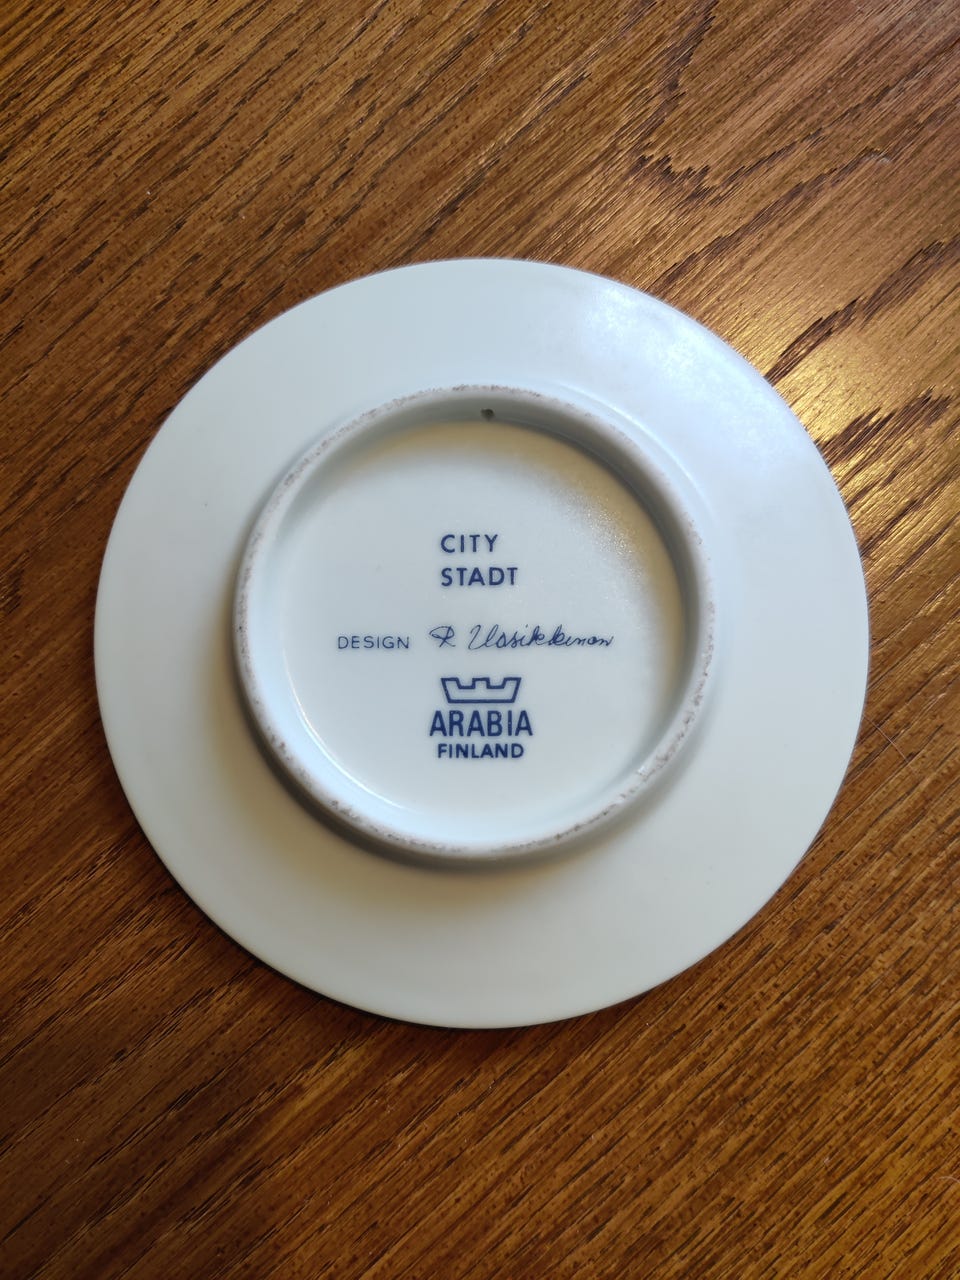 CITY
STADT
DESIGN R Uosikkinen
ARABIA
FINLAND